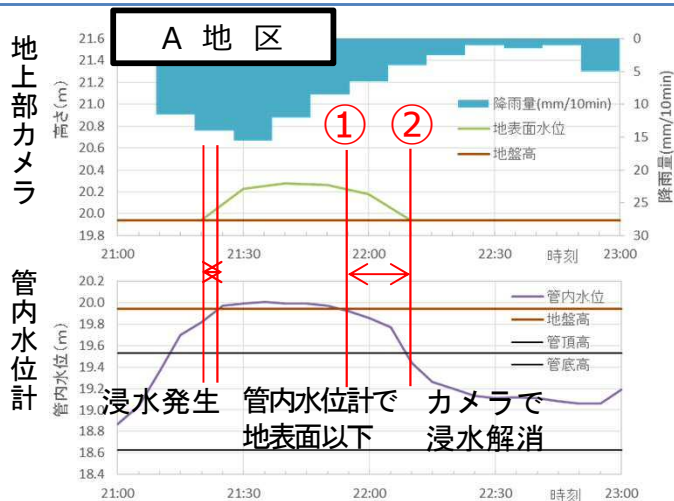 A 地 区
地上部カメラ
高さ(m)
21.6
21.4
21.2
21.0
20.8
20.6
20.4
20.2
20.0
19.8
0
5
10
15
20
25
30
降雨量(mm/10min)
① ②
降雨量(mm/10min)
地表面水位
地盤高
21:00 21:30 22:00 22:30 時刻 23:00
管内水位計
管内水位(m)
20.2
20.0
19.8
19.6
19.4
19.2
19.0
18.8
18.6
18.4
管内水位
地盤高
管頂高
管底高
浸水発生
管内水位計で
地表面以下
カメラで
浸水解消
21:00 21:30 22:00 22:30 時刻 23:00